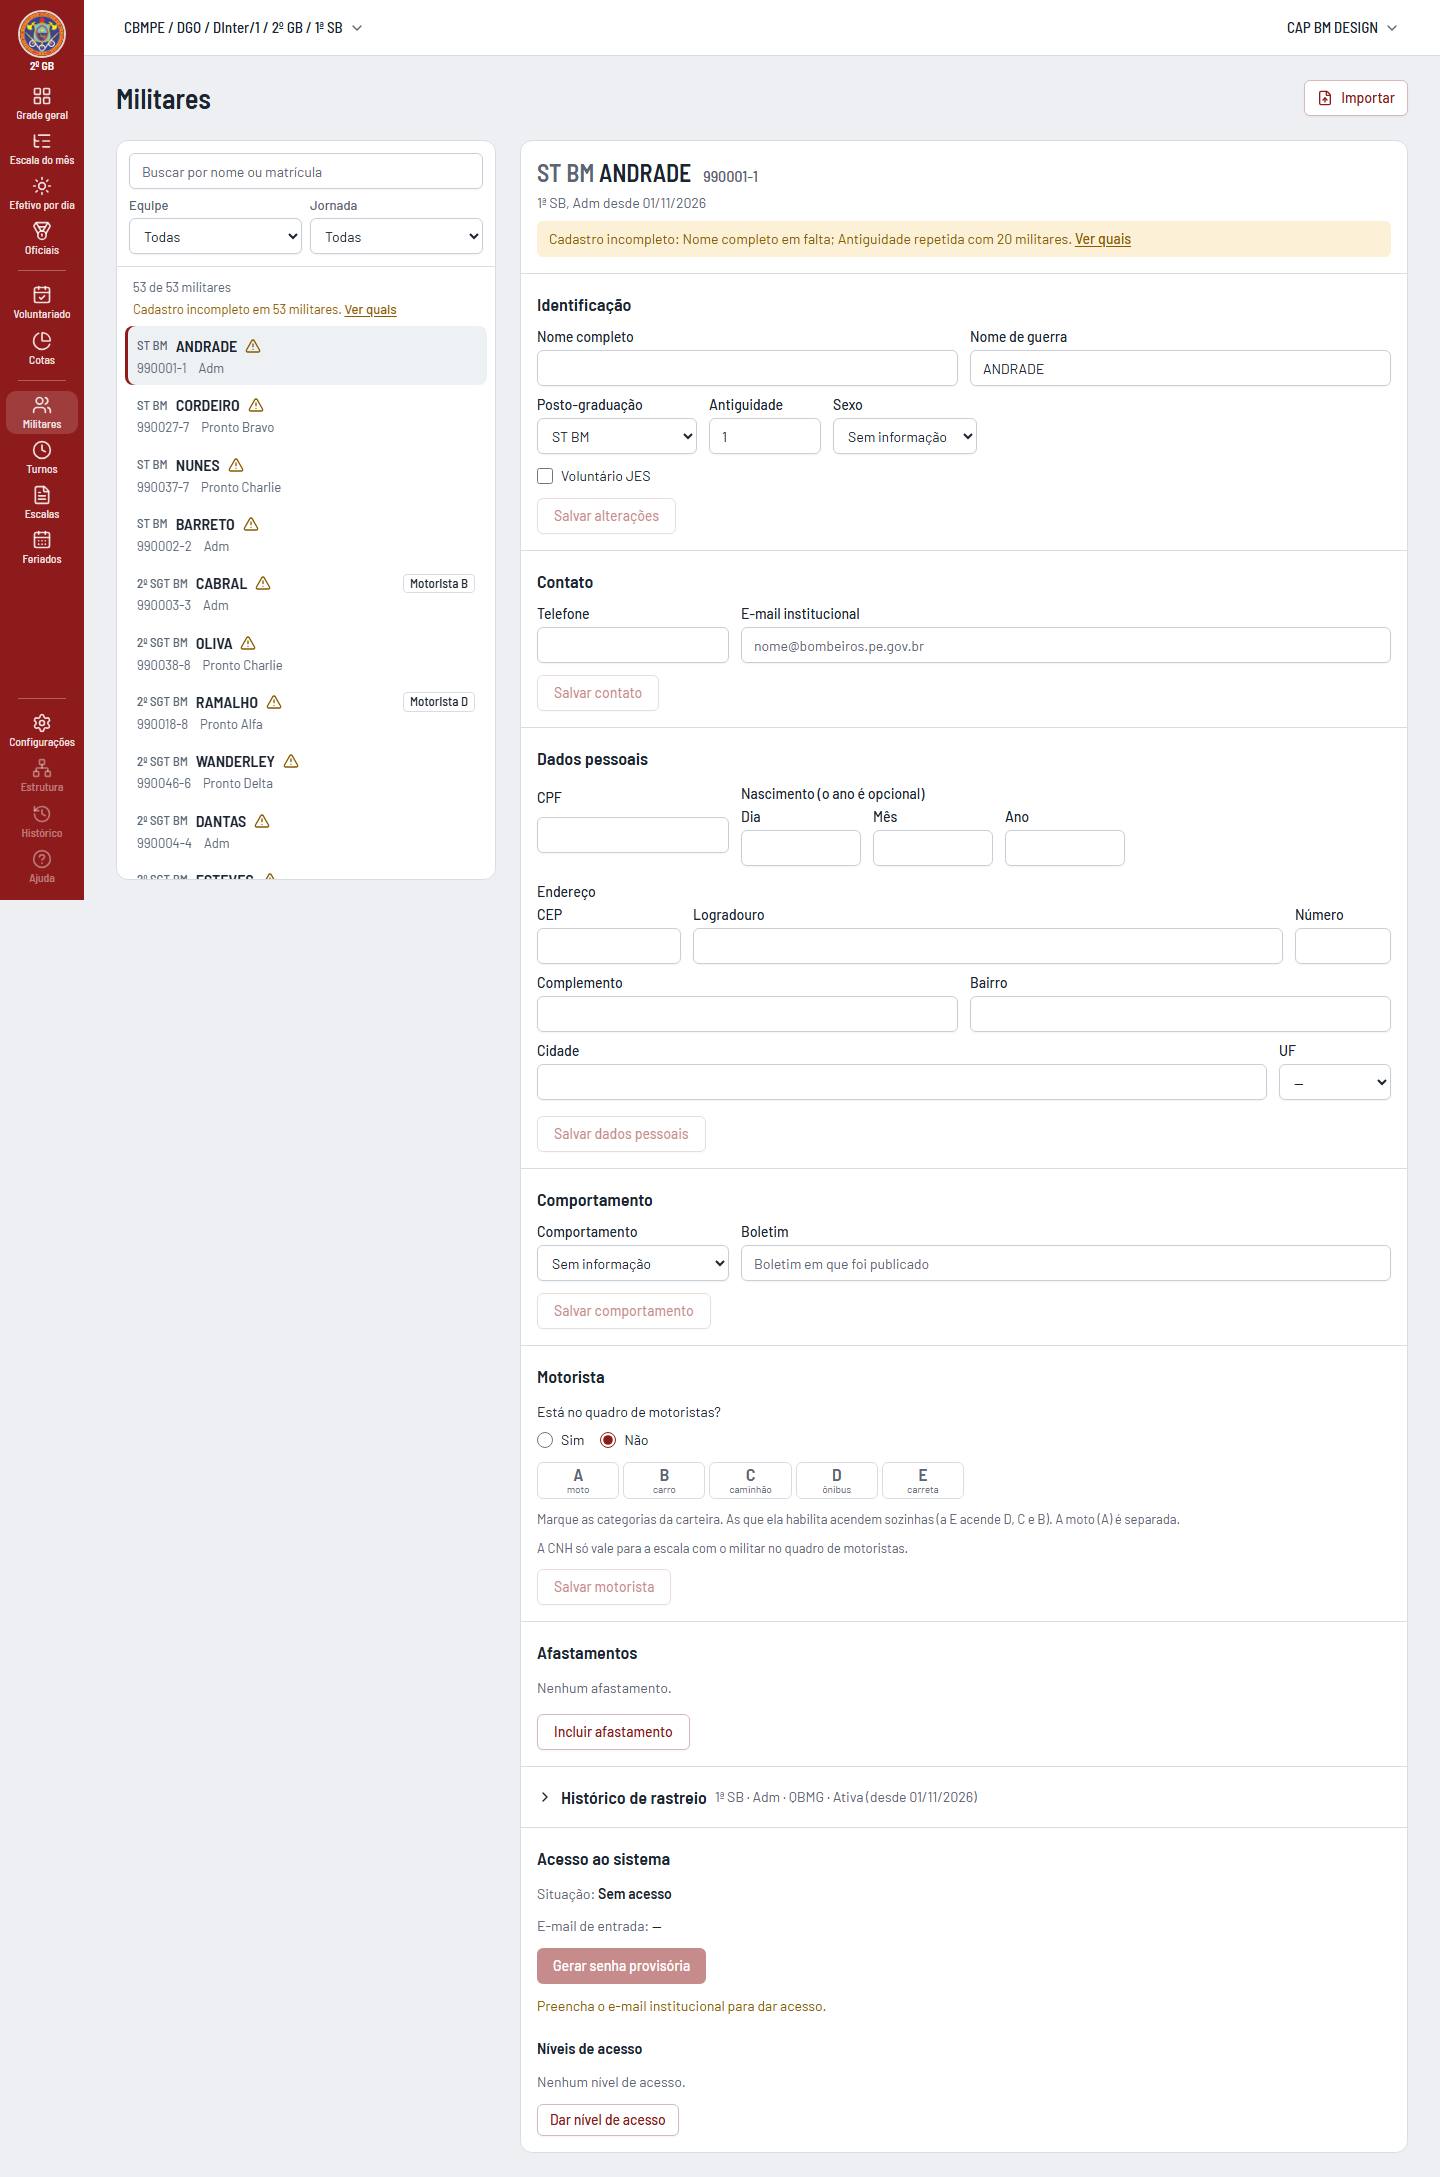 CBMPE / DGO / DInter/1 / 2º GB / 1ª SB
CAP BM DESIGN
2º GB
Grade geral
Escala do mês
Efetivo por dia
Oficiais
Voluntariado
Cotas
Militares
Turnos
Escalas
Feriados
Configurações
Estrutura
Histórico
Ajuda
Militares
Importar
Buscar por nome ou matrícula
Equipe Jornada
Todas Todas
53 de 53 militares
Cadastro incompleto em 53 militares. Ver quais
ST BM ANDRADE
990001-1 Adm
ST BM CORDEIRO
990027-7 Pronto Bravo
ST BM NUNES
990037-7 Pronto Charlie
ST BM BARRETO
990002-2 Adm
2º SGT BM CABRAL Motorista B
990003-3 Adm
2º SGT BM OLIVA
990038-8 Pronto Charlie
2º SGT BM RAMALHO Motorista D
990018-8 Pronto Alfa
2º SGT BM WANDERLEY
990046-6 Pronto Delta
2º SGT BM DANTAS
990004-4 Adm
2º SGT BM ESTEVES
ST BM ANDRADE 990001-1
1ª SB, Adm desde 01/11/2026
Cadastro incompleto: Nome completo em falta; Antiguidade repetida com 20 militares. Ver quais
Identificação
Nome completo Nome de guerra
ANDRADE
Posto-graduação Antiguidade Sexo
ST BM 1 Sem informação
Voluntário JES
Salvar alterações
Contato
Telefone E-mail institucional
nome@bombeiros.pe.gov.br
Salvar contato
Dados pessoais
CPF Nascimento (o ano é opcional)
Dia Mês Ano
Endereço
CEP Logradouro Número
Complemento Bairro
Cidade UF
—
Salvar dados pessoais
Comportamento
Comportamento Boletim
Sem informação Boletim em que foi publicado
Salvar comportamento
Motorista
Está no quadro de motoristas?
Sim Não
A B C D E
moto carro caminhão ônibus carreta
Marque as categorias da carteira. As que ela habilita acendem sozinhas (a E acende D, C e B). A moto (A) é separada.
A CNH só vale para a escala com o militar no quadro de motoristas.
Salvar motorista
Afastamentos
Nenhum afastamento.
Incluir afastamento
Histórico de rastreio 1ª SB · Adm · QBMG · Ativa (desde 01/11/2026)
Acesso ao sistema
Situação: Sem acesso
E-mail de entrada: —
Gerar senha provisória
Preencha o e-mail institucional para dar acesso.
Níveis de acesso
Nenhum nível de acesso.
Dar nível de acesso